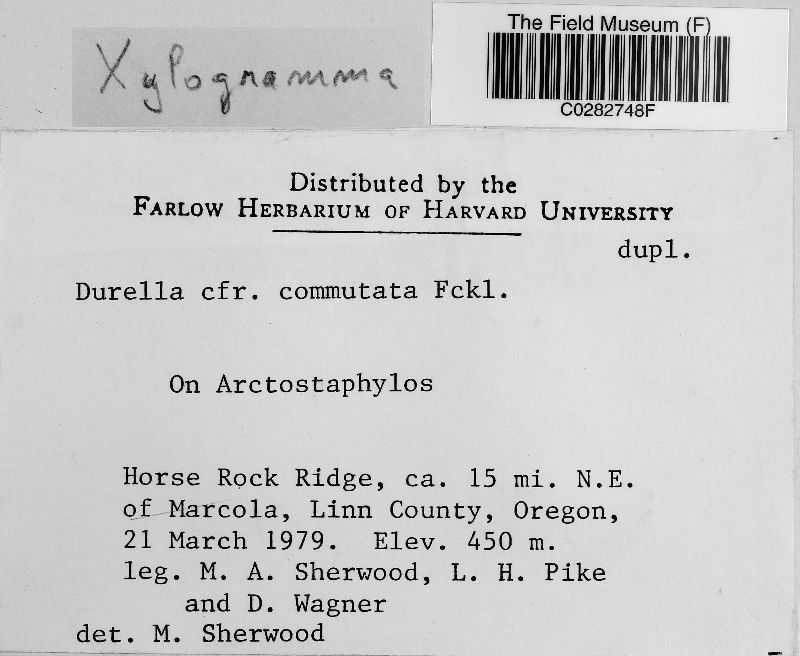 Xylogramma
The Field Museum (F)
C0282748F
Distributed by the
FARLOW HERBARIUM OF HARVARD UNIVERSITY
dupl.
Durella cfr. commutata Fckl.
On Arctostaphylos
Horse Rock Ridge, ca. 15 mi. N.E.
of Marcola, Linn County, Oregon,
21 March 1979. Elev. 450 m.
leg. M. A. Sherwood, L. H. Pike
and D. Wagner
det. M. Sherwood